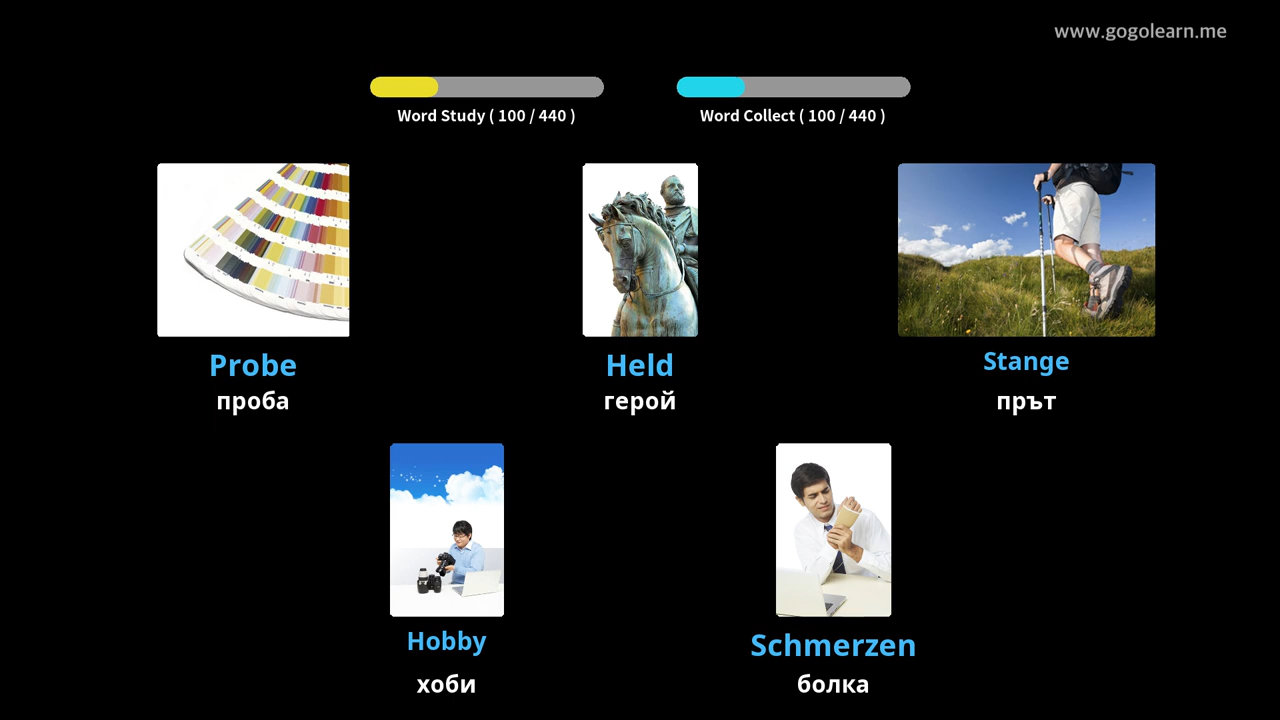 www.gogolearn.me
Word Study ( 100 / 440 )
Word Collect ( 100 / 440 )
Probe
проба
Held
герой
Stange
прът
Hobby
хоби
Schmerzen
болка